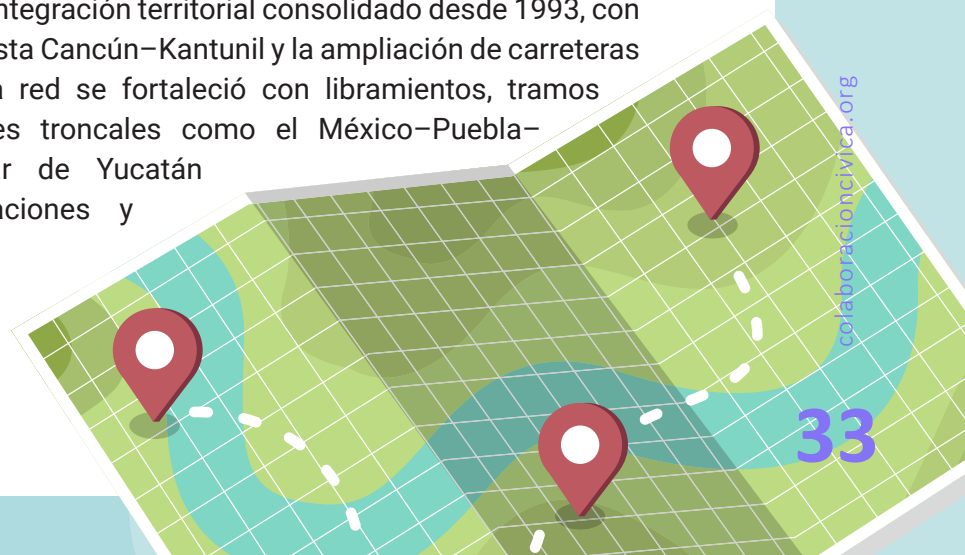 integración territorial consolidado desde 1993, con
sta Cancún–Kantunil y la ampliación de carreteras
red se fortaleció con libramientos, tramos
es troncales como el México–Puebla–
r de Yucatán
aciones y
colaboracioncivica.org
33